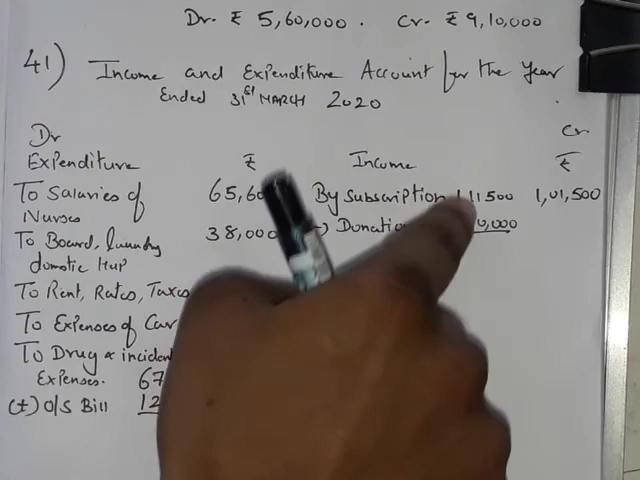 Dr. ₹ 5,60,000. Cr. ₹ 9,10,000
41) Income and Expenditure Account for the Year
Ended 31st MARCH 2020
Dr Cr.
Expenditure ₹ Income ₹
To Salaries of By Subscription 1,11500 1,01,500
Nurses
To Board, laundry 38,000
domestic Help
To Rent, Rates, Taxes
To Expenses of Car
To Drug & incident
Expenses. 67
(+) O/S Bill 12